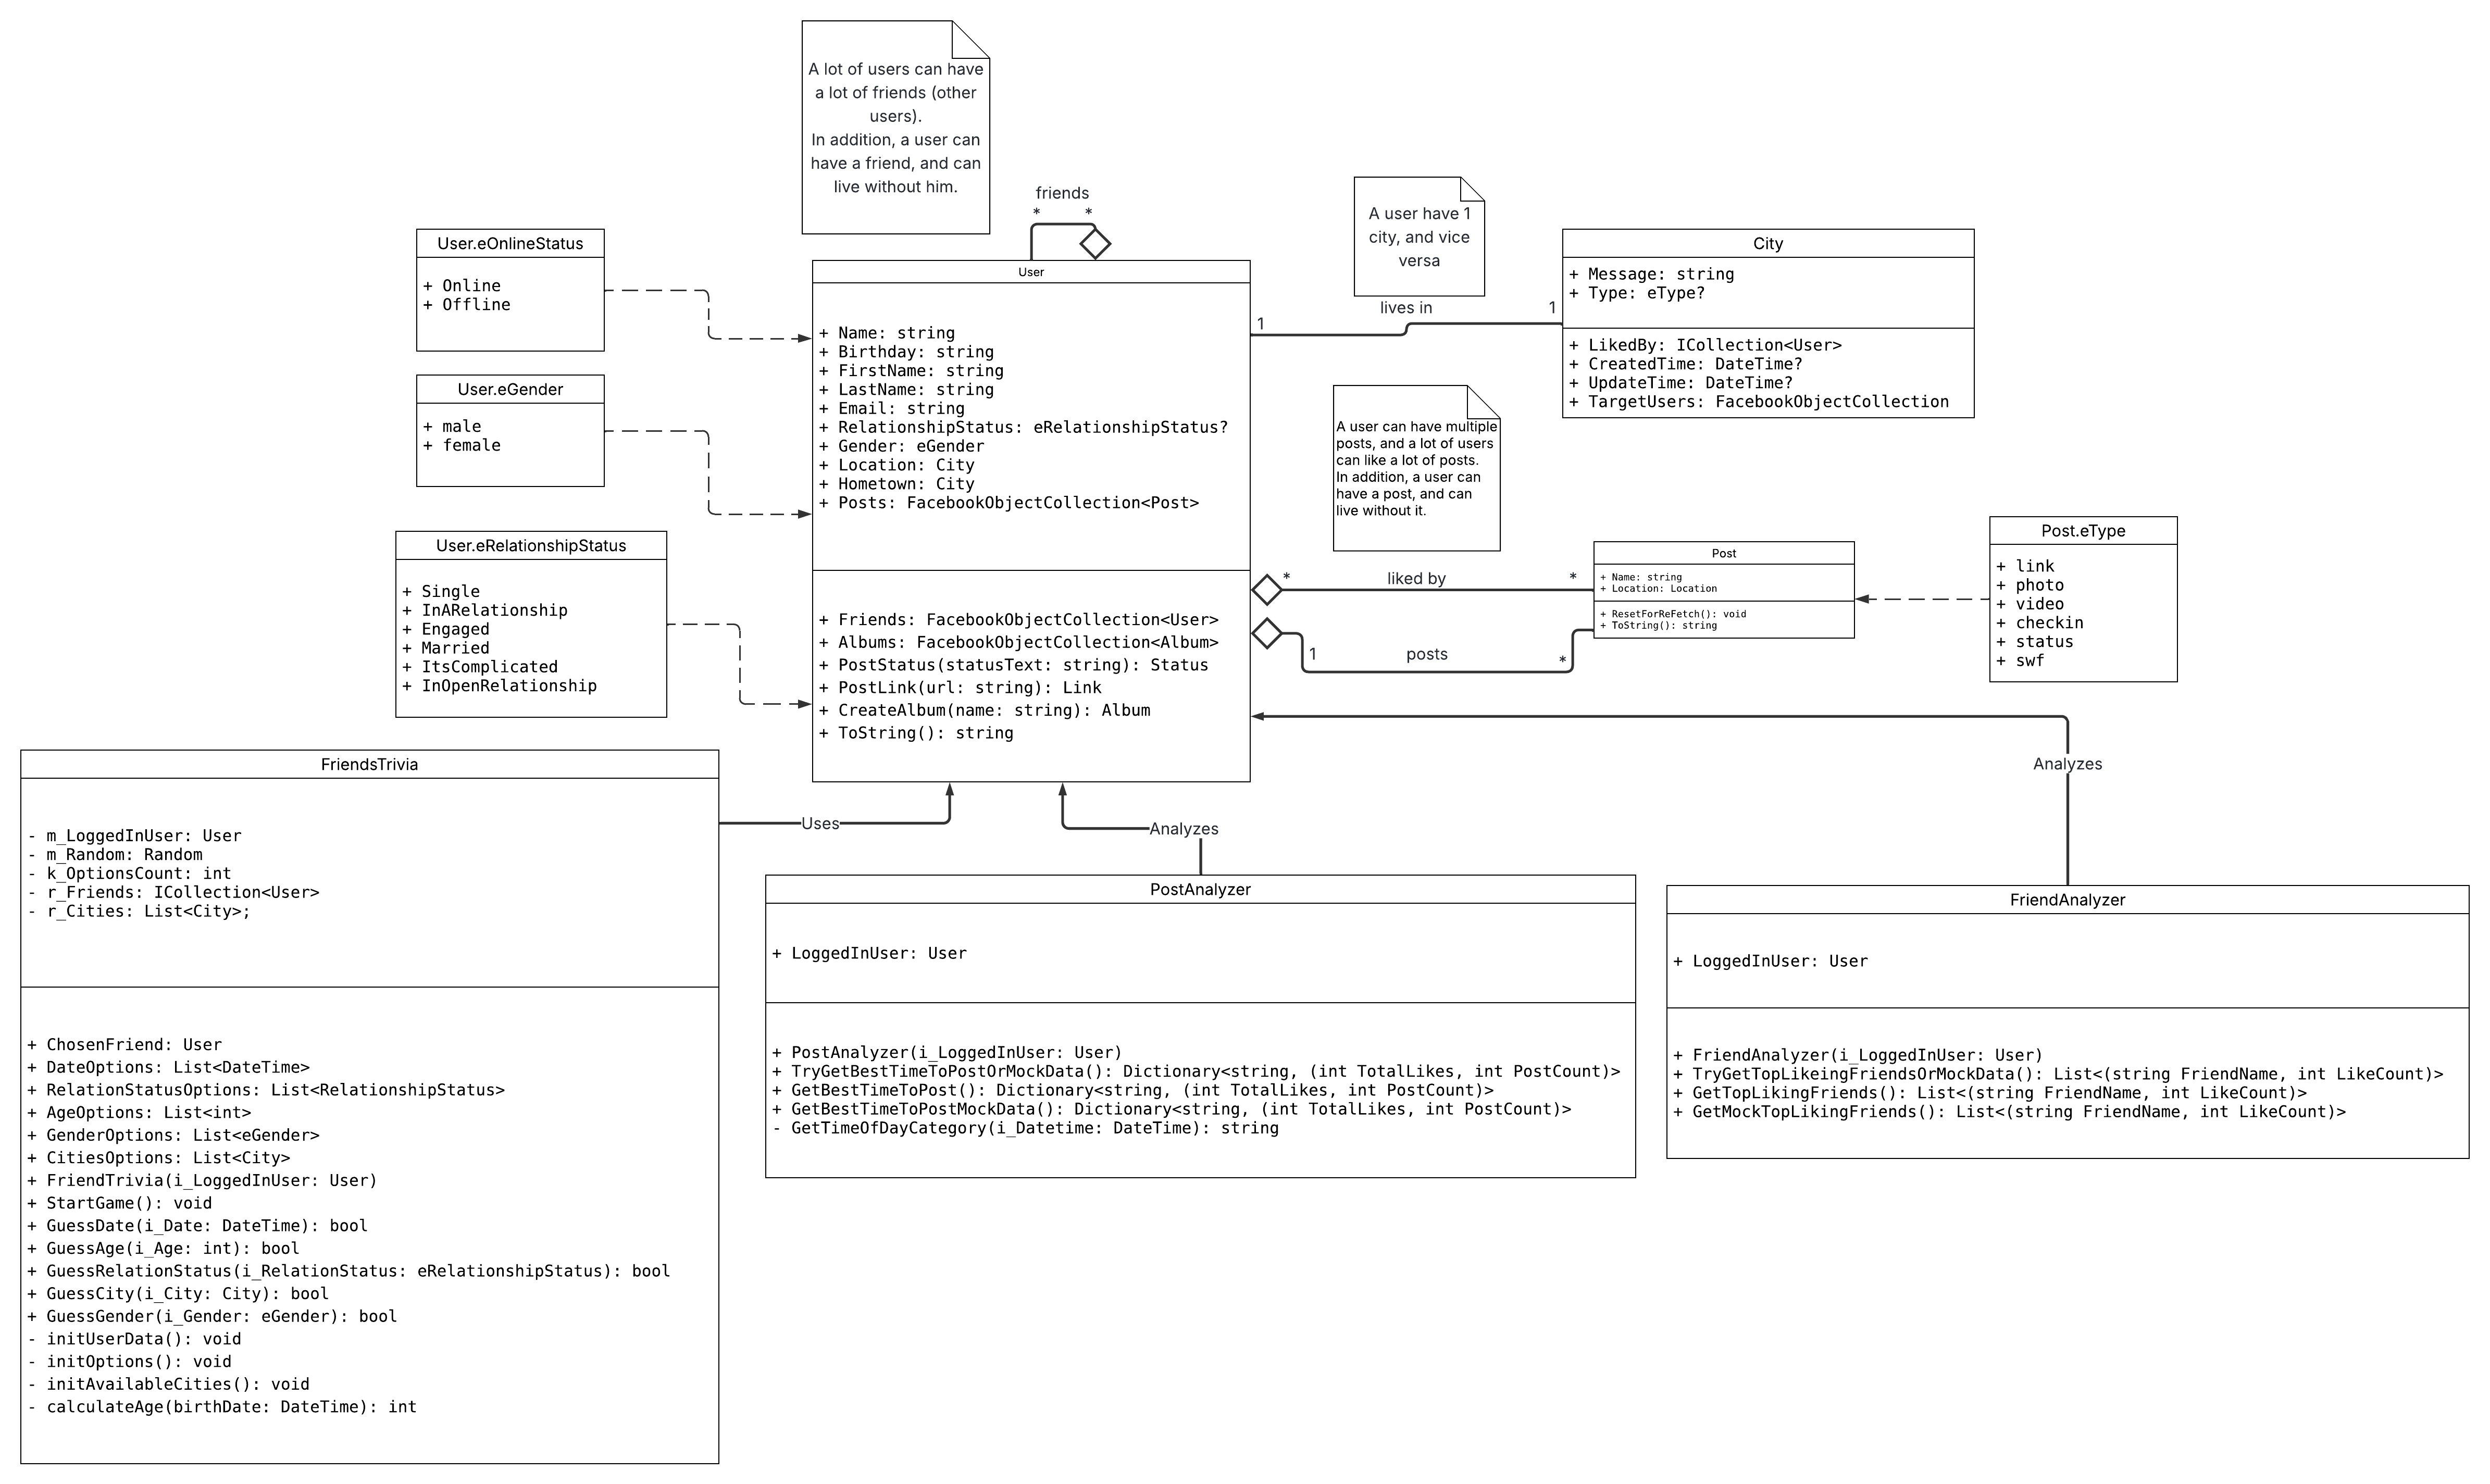 A lot of users can have
a lot of friends (other
users).
In addition, a user can
have a friend, and can
live without him.
friends
*
*
A user have 1
city, and vice
versa
User.eOnlineStatus
+ Online
+ Offline
User.eGender
+ male
+ female
User.eRelationshipStatus
+ Single
+ InARelationship
+ Engaged
+ Married
+ ItsComplicated
+ InOpenRelationship
User
+ Name: string
+ Birthday: string
+ FirstName: string
+ LastName: string
+ Email: string
+ RelationshipStatus: eRelationshipStatus?
+ Gender: eGender
+ Location: City
+ Hometown: City
+ Posts: FacebookObjectCollection<Post>
+ Friends: FacebookObjectCollection<User>
+ Albums: FacebookObjectCollection<Album>
+ PostStatus(statusText: string): Status
+ PostLink(url: string): Link
+ CreateAlbum(name: string): Album
+ ToString(): string
1
lives in
1
City
+ Message: string
+ Type: eType?
+ LikedBy: ICollection<User>
+ CreatedTime: DateTime?
+ UpdateTime: DateTime?
+ TargetUsers: FacebookObjectCollection
A user can have multiple
posts, and a lot of users
can like a lot of posts.
In addition, a user can
have a post, and can
live without it.
*
liked by
*
1
posts
*
Post
+ Name: string
+ Location: Location
+ ResetForReFetch(): void
+ ToString(): string
Post.eType
+ link
+ photo
+ video
+ checkin
+ status
+ swf
Analyzes
Uses
Analyzes
FriendsTrivia
- m_LoggedInUser: User
- m_Random: Random
- k_OptionsCount: int
- r_Friends: ICollection<User>
- r_Cities: List<City>;
+ ChosenFriend: User
+ DateOptions: List<DateTime>
+ RelationStatusOptions: List<RelationshipStatus>
+ AgeOptions: List<int>
+ GenderOptions: List<eGender>
+ CitiesOptions: List<City>
+ FriendTrivia(i_LoggedInUser: User)
+ StartGame(): void
+ GuessDate(i_Date: DateTime): bool
+ GuessAge(i_Age: int): bool
+ GuessRelationStatus(i_RelationStatus: eRelationshipStatus): bool
+ GuessCity(i_City: City): bool
+ GuessGender(i_Gender: eGender): bool
- initUserData(): void
- initOptions(): void
- initAvailableCities(): void
- calculateAge(birthDate: DateTime): int
PostAnalyzer
+ LoggedInUser: User
+ PostAnalyzer(i_LoggedInUser: User)
+ TryGetBestTimeToPostOrMockData(): Dictionary<string, (int TotalLikes, int PostCount)>
+ GetBestTimeToPost(): Dictionary<string, (int TotalLikes, int PostCount)>
+ GetBestTimeToPostMockData(): Dictionary<string, (int TotalLikes, int PostCount)>
- GetTimeOfDayCategory(i_Datetime: DateTime): string
FriendAnalyzer
+ LoggedInUser: User
+ FriendAnalyzer(i_LoggedInUser: User)
+ TryGetTopLikeingFriendsOrMockData(): List<(string FriendName, int LikeCount)>
+ GetTopLikingFriends(): List<(string FriendName, int LikeCount)>
+ GetMockTopLikingFriends(): List<(string FriendName, int LikeCount)>